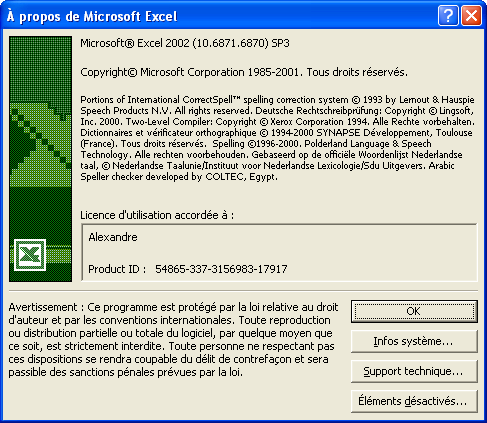 À propos de Microsoft Excel
Microsoft® Excel 2002 (10.6871.6870) SP3
Copyright© Microsoft Corporation 1985-2001. Tous droits réservés.
Portions of International CorrectSpell™ spelling correction system © 1993 by Lernout & Hauspie
Speech Products N.V. All rights reserved. Deutsche Rechtschreibprüfung: Copyright © Lingsoft,
Inc. 2000. Two-Level Compiler: Copyright © Xerox Corporation 1994. Alle Rechte vorbehalten.
Dictionnaires et vérificateur orthographique © 1994-2000 SYNAPSE Développement, Toulouse
(France). Tous droits réservés. Spelling ©1996-2000. Polderland Language & Speech
Technology. Alle rechten voorbehouden. Gebaseerd op de officiële Woordenlijst Nederlandse
taal, © Nederlandse Taalunie/Instituut voor Nederlandse Lexicologie/Sdu Uitgevers. Arabic
Speller checker developed by COLTEC, Egypt.
Licence d'utilisation accordée à :
Alexandre
Product ID : 54865-337-3156983-17917
Avertissement : Ce programme est protégé par la loi relative au droit
d'auteur et par les conventions internationales. Toute reproduction
ou distribution partielle ou totale du logiciel, par quelque moyen que
ce soit, est strictement interdite. Toute personne ne respectant pas
ces dispositions se rendra coupable du délit de contrefaçon et sera
passible des sanctions pénales prévues par la loi.
OK
Infos système...
Support technique...
Éléments désactivés...